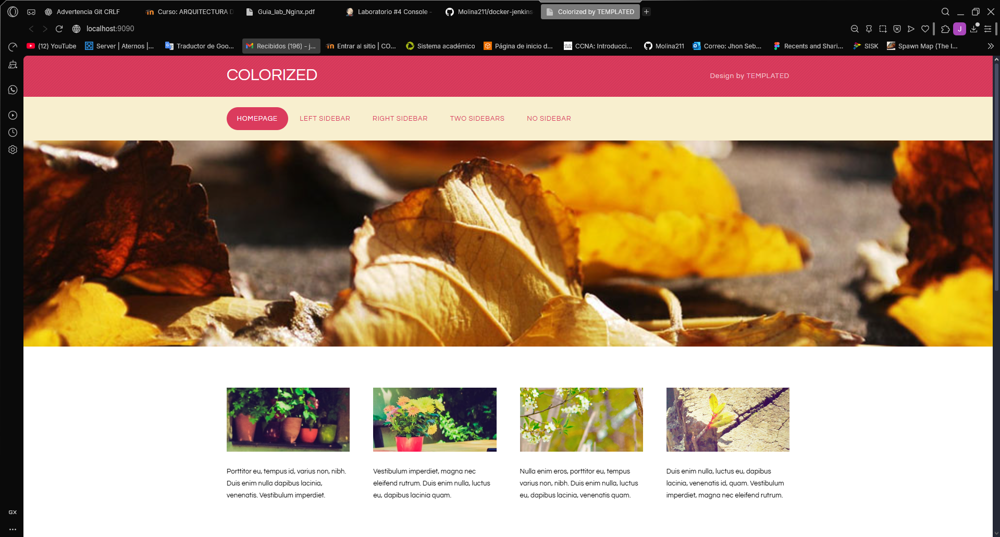 Advertencia Git CRLF
Curso: ARQUITECTURA D
Guia_lab_Nginx.pdf
Laboratorio #4 Console -
Molina211/docker-jenkins
Colorized by TEMPLATED
localhost:9090
J
(12) YouTube
Server | Aternos |...
Traductor de Goo...
Recibidos (196) - j...
Entrar al sitio | CO...
Sistema académico
Página de inicio d...
CCNA: Introducci...
Molina211
Correo: Jhon Seb...
Recents and Shari...
SISK
Spawn Map (The I...
COLORIZED
Design by TEMPLATED
HOMEPAGE
LEFT SIDEBAR
RIGHT SIDEBAR
TWO SIDEBARS
NO SIDEBAR
Porttitor eu, tempus id, varius non, nibh.
Duis enim nulla dapibus lacinia,
venenatis. Vestibulum imperdiet.
Vestibulum imperdiet, magna nec
eleifend rutrum. Duis enim nulla, luctus
eu, dapibus lacinia quam.
Nulla enim eros, porttitor eu, tempus
varius non, nibh. Duis enim nulla, luctus
eu, dapibus lacinia, venenatis quam.
Duis enim nulla, luctus eu, dapibus
lacinia, venenatis id, quam. Vestibulum
imperdiet, magna nec eleifend rutrum.
GX